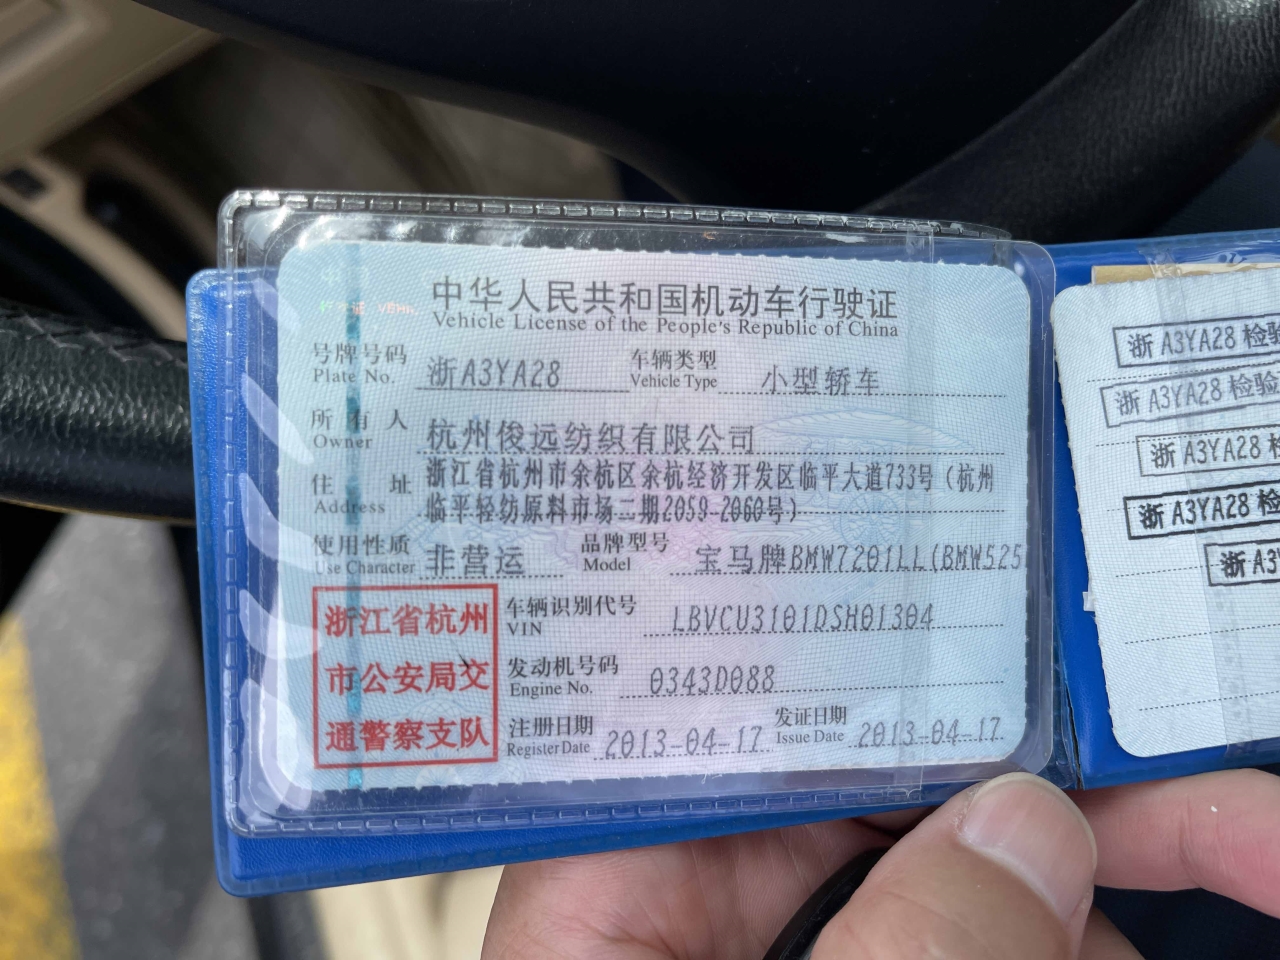 中华人民共和国机动车行驶证
Vehicle License of the People's Republic of China
号牌号码 浙A3YA28 车辆类型 小型轿车
Plate No. Vehicle Type
所有人 杭州俊远纺织有限公司
Owner
住址 浙江省杭州市余杭区余杭经济开发区临平大道733号(杭州
Address 临平轻纺原料市场二期2059-2060号)
使用性质 非营运 品牌型号 宝马牌BMW7201LL(BMW525
Use Character Model
浙江省杭州
市公安局交
通警察支队
车辆识别代号 LBVCU3101DSH01304
VIN
发动机号码 0343D088
Engine No.
注册日期 2013-04-17 发证日期 2013-04-17
Register Date Issue Date
浙A3YA28检验
浙A3YA28检验
浙A3YA28检
浙A3YA28检验
浙A3